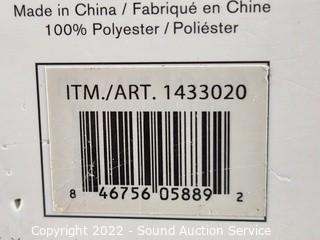 Made in China / Fabriqué en Chine
100% Polyester / Poliéster
ITM./ART. 1433020
8 46756 05889 2
Copyright 2022 - Sound Auction Service